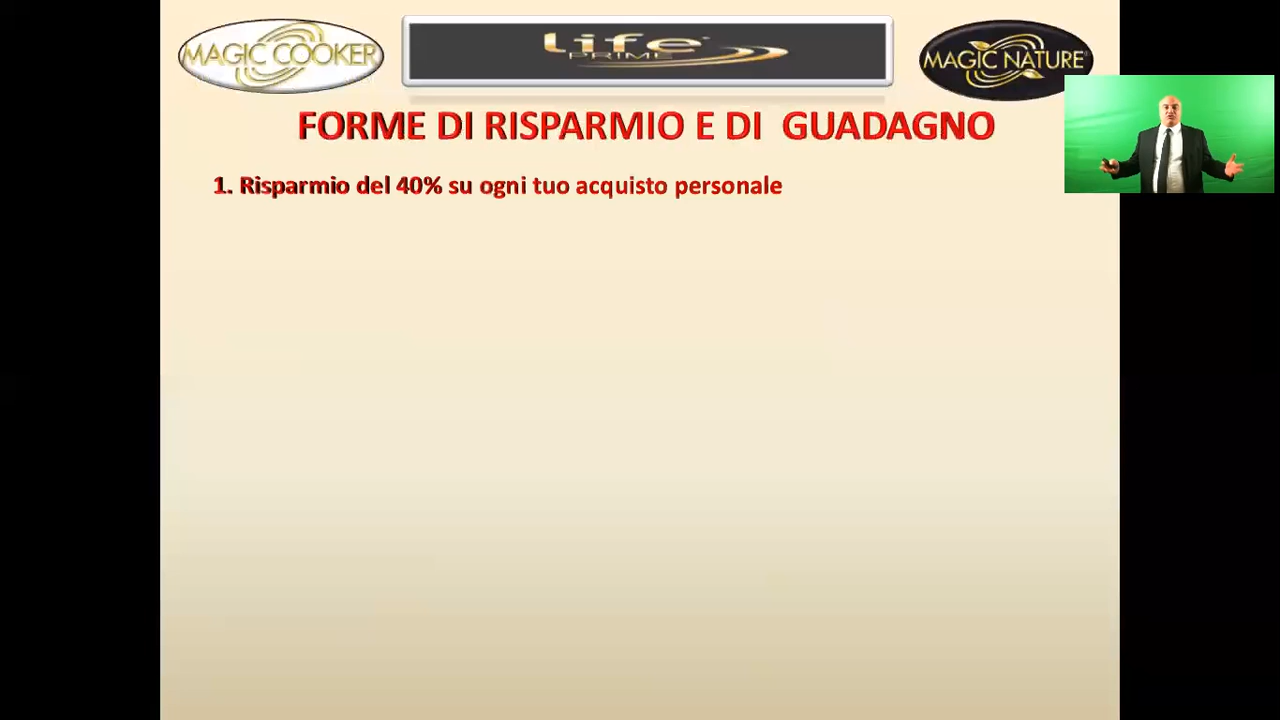 MAGIC COOKER
Life
PRIME
MAGIC NATURE
FORME DI RISPARMIO E DI GUADAGNO
1. Risparmio del 40% su ogni tuo acquisto personale